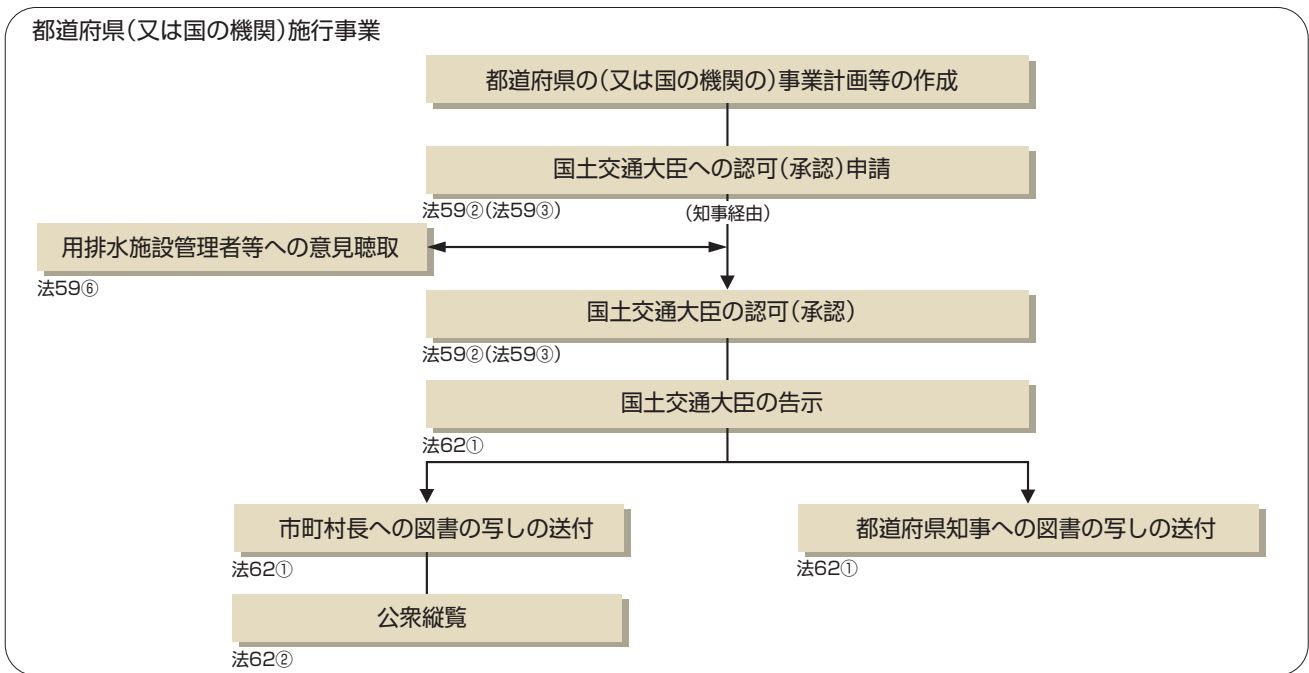 都道府県(又は国の機関)施行事業
都道府県の(又は国の機関の)事業計画等の作成
国土交通大臣への認可(承認)申請
法59②(法59③)
(知事経由)
用排水施設管理者等への意見聴取
法59⑥
国土交通大臣の認可(承認)
法59②(法59③)
国土交通大臣の告示
法62①
市町村長への図書の写しの送付
都道府県知事への図書の写しの送付
法62①
法62①
公衆縦覧
法62②